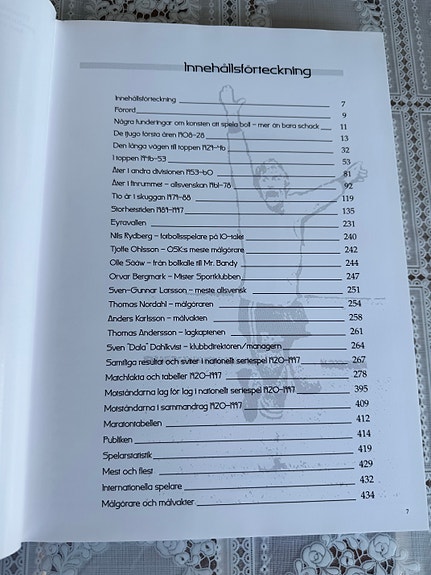 Innehållsförteckning
Innehållsförteckning 7
Förord 9
Några funderingar om konsten att spela boll – mer än bara schack 11
De tjugo första åren 1908-28 13
Den långa vägen till toppen 1929-46 32
I toppen 1946-53 53
Åter i andra divisionen 1953-60 81
Åter i finrummet – allsvenskan 1961-78 92
Tio år i skuggan 1979-88 119
Storhetstiden 1989-1997 135
Eyravallen 231
Nils Rydberg – fotbollsspelare på 10-talet 240
Tjotte Ohlsson – ÖSK:s meste målgörare 242
Olle Sääw – från bollkalle till Mr. Bandy 244
Orvar Bergmark – Mister Sportklubben 247
Sven-Gunnar Larsson – meste allsvensk 251
Thomas Nordahl – målgöraren 254
Anders Karlsson – målvakten 258
Thomas Andersson – lagkaptenen 261
Sven "Dala" Dahlkvist – klubbdirektören/managern 264
Samtliga resultat och sviter i nationellt seriespel 1920-1997 267
Matchfakta och tabeller 1920-1997 278
Motståndarna lag för lag i nationellt seriespel 1920-1997 395
Motståndarna i sammandrag 1920-1997 409
Maratontabellen 412
Publiken 414
Spelarstatistik 419
Mest och flest 429
Internationella spelare 432
Målgörare och målvakter 434
7